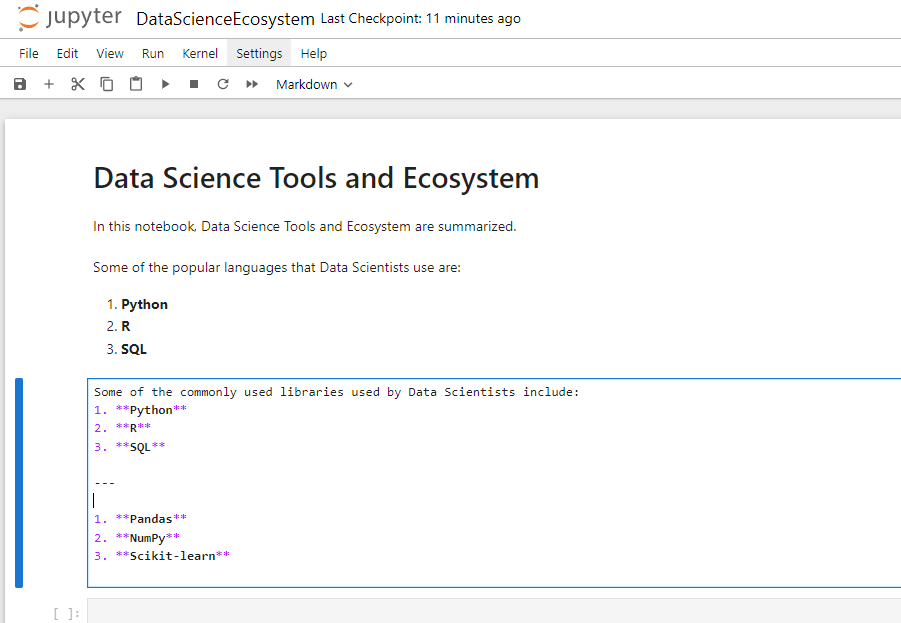 jupyter DataScienceEcosystem Last Checkpoint: 11 minutes ago
File Edit View Run Kernel Settings Help
Markdown
Data Science Tools and Ecosystem
In this notebook, Data Science Tools and Ecosystem are summarized.
Some of the popular languages that Data Scientists use are:
1. Python
2. R
3. SQL
Some of the commonly used libraries used by Data Scientists include:
1. **Python**
2. **R**
3. **SQL**
---
1. **Pandas**
2. **NumPy**
3. **Scikit-learn**
[ ]: